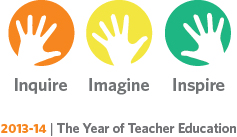 Inquire Imagine Inspire
2013-14 | The Year of Teacher Education